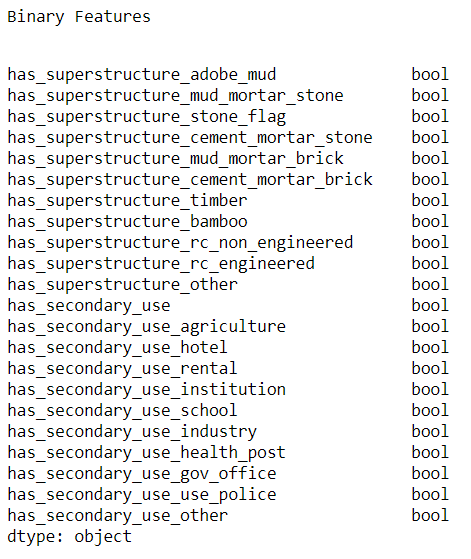 Binary Features
has_superstructure_adobe_mud bool
has_superstructure_mud_mortar_stone bool
has_superstructure_stone_flag bool
has_superstructure_cement_mortar_stone bool
has_superstructure_mud_mortar_brick bool
has_superstructure_cement_mortar_brick bool
has_superstructure_timber bool
has_superstructure_bamboo bool
has_superstructure_rc_non_engineered bool
has_superstructure_rc_engineered bool
has_superstructure_other bool
has_secondary_use bool
has_secondary_use_agriculture bool
has_secondary_use_hotel bool
has_secondary_use_rental bool
has_secondary_use_institution bool
has_secondary_use_school bool
has_secondary_use_industry bool
has_secondary_use_health_post bool
has_secondary_use_gov_office bool
has_secondary_use_use_police bool
has_secondary_use_other bool
dtype: object